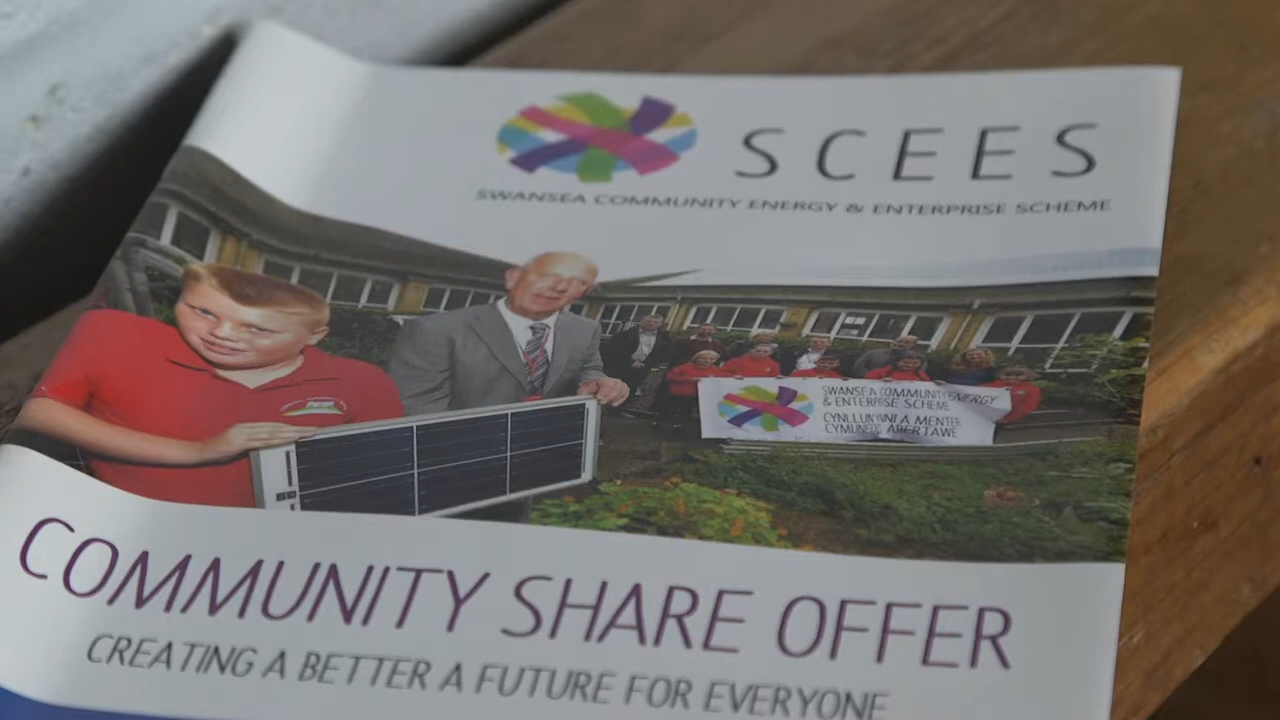 SCEES
SWANSEA COMMUNITY ENERGY & ENTERPRISE SCHEME
SWANSEA COMMUNITY ENERGY
& ENTERPRISE SCHEME
CYNLLUN YNNI A MENTER
CYMUNEDOL ABERTAWE
COMMUNITY SHARE OFFER
CREATING A BETTER A FUTURE FOR EVERYONE